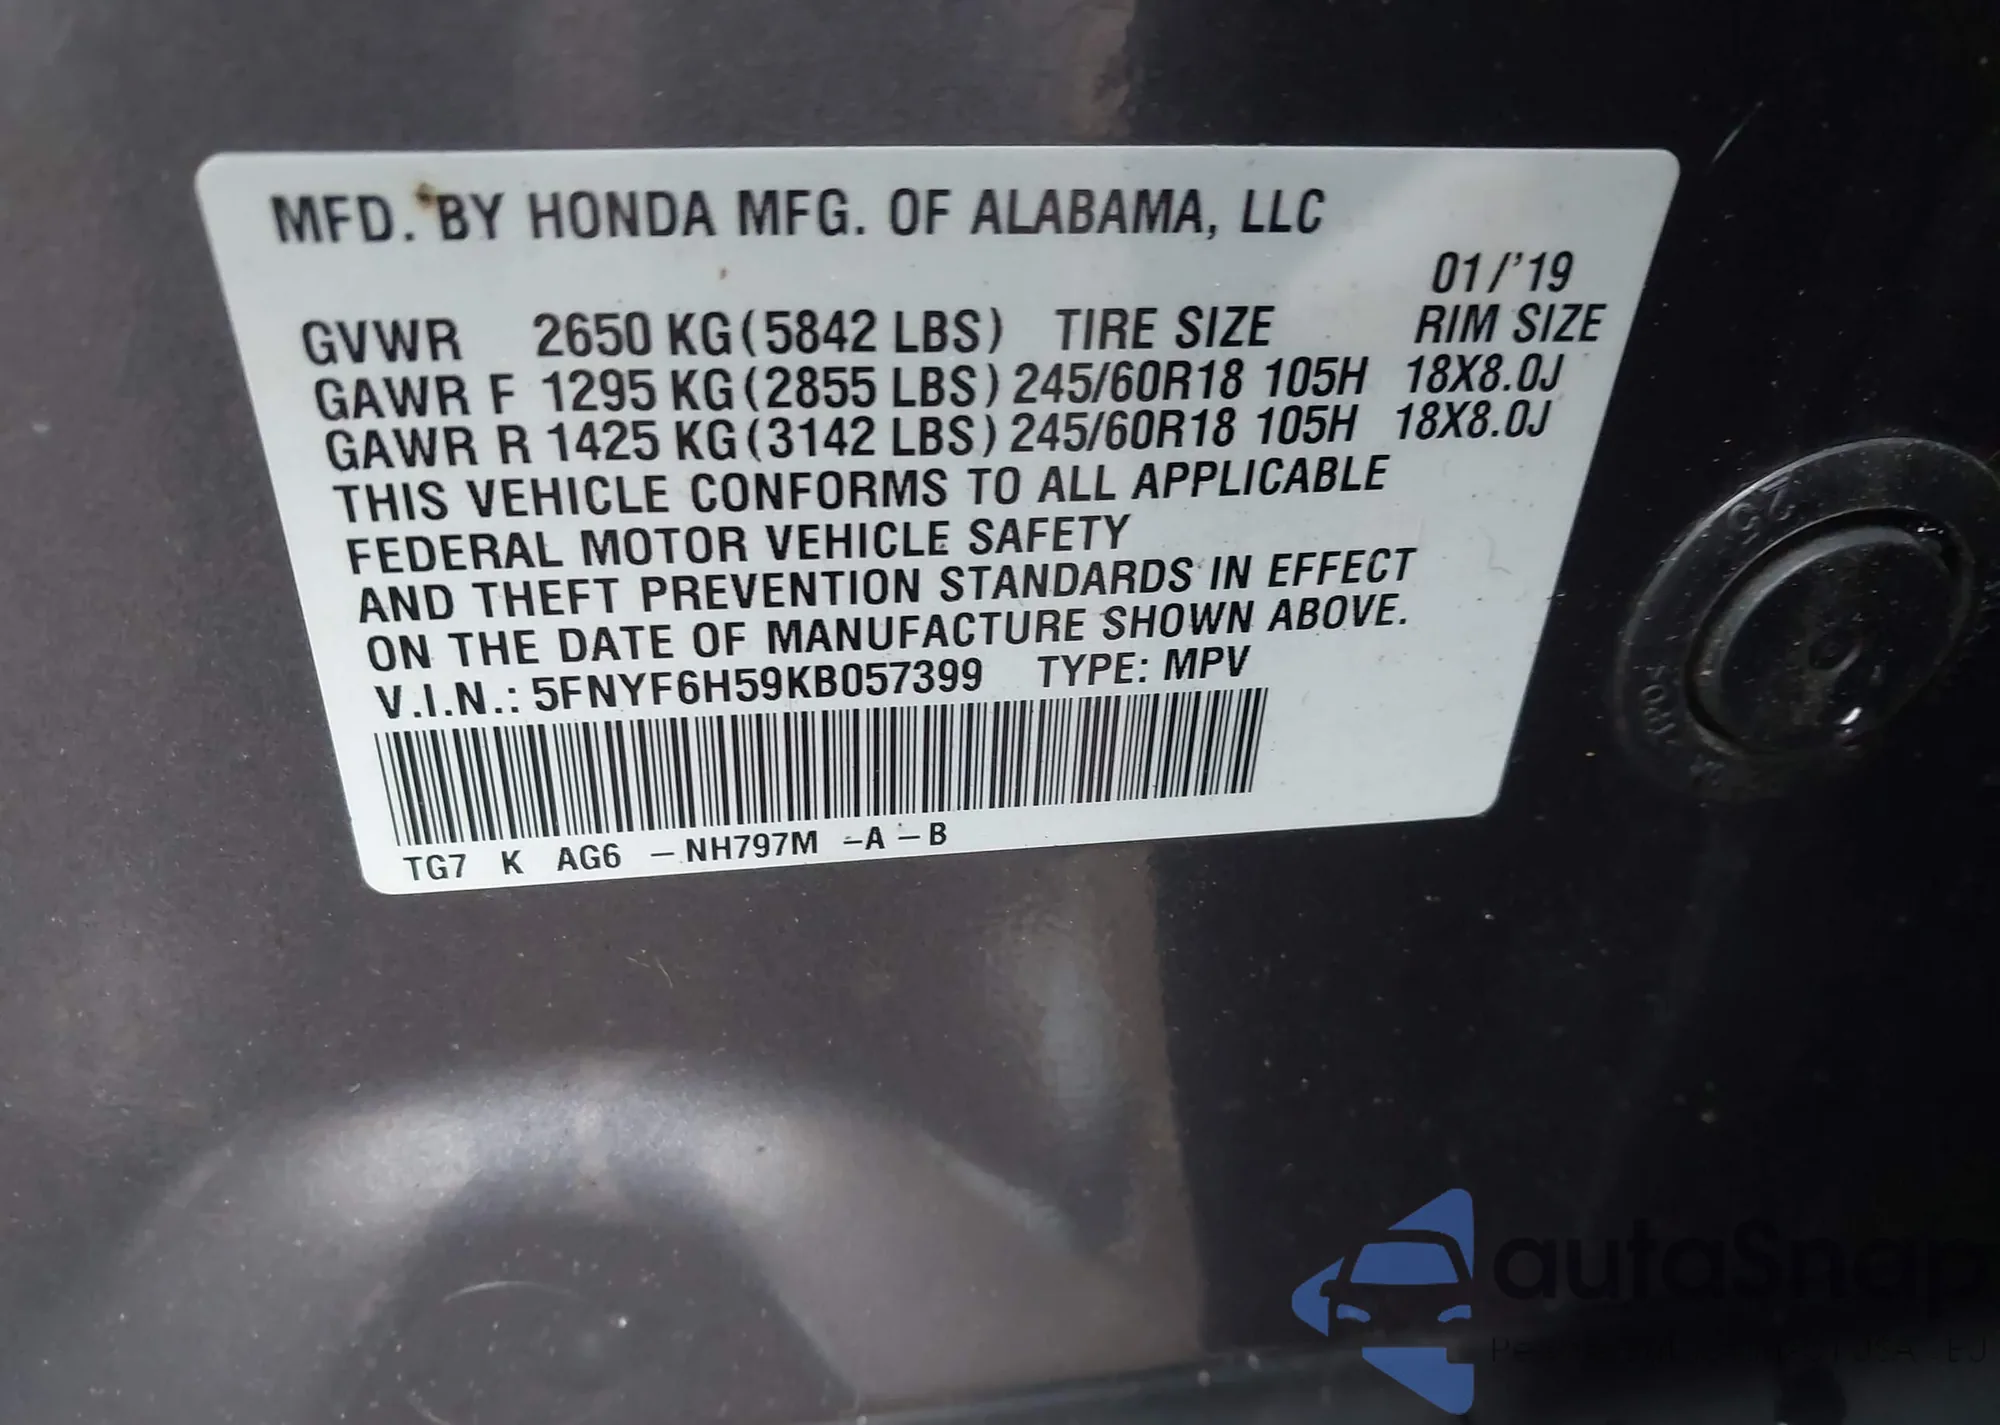 MFD. BY HONDA MFG. OF ALABAMA, LLC
01/'19
GVWR 2650 KG(5842 LBS) TIRE SIZE RIM SIZE
GAWR F 1295 KG(2855 LBS) 245/60R18 105H 18X8.0J
GAWR R 1425 KG(3142 LBS) 245/60R18 105H 18X8.0J
THIS VEHICLE CONFORMS TO ALL APPLICABLE
FEDERAL MOTOR VEHICLE SAFETY
AND THEFT PREVENTION STANDARDS IN EFFECT
ON THE DATE OF MANUFACTURE SHOWN ABOVE.
V.I.N.: 5FNYF6H59KB057399 TYPE: MPV
TG7 K AG6 -NH797M -A -B
25
autaSnap